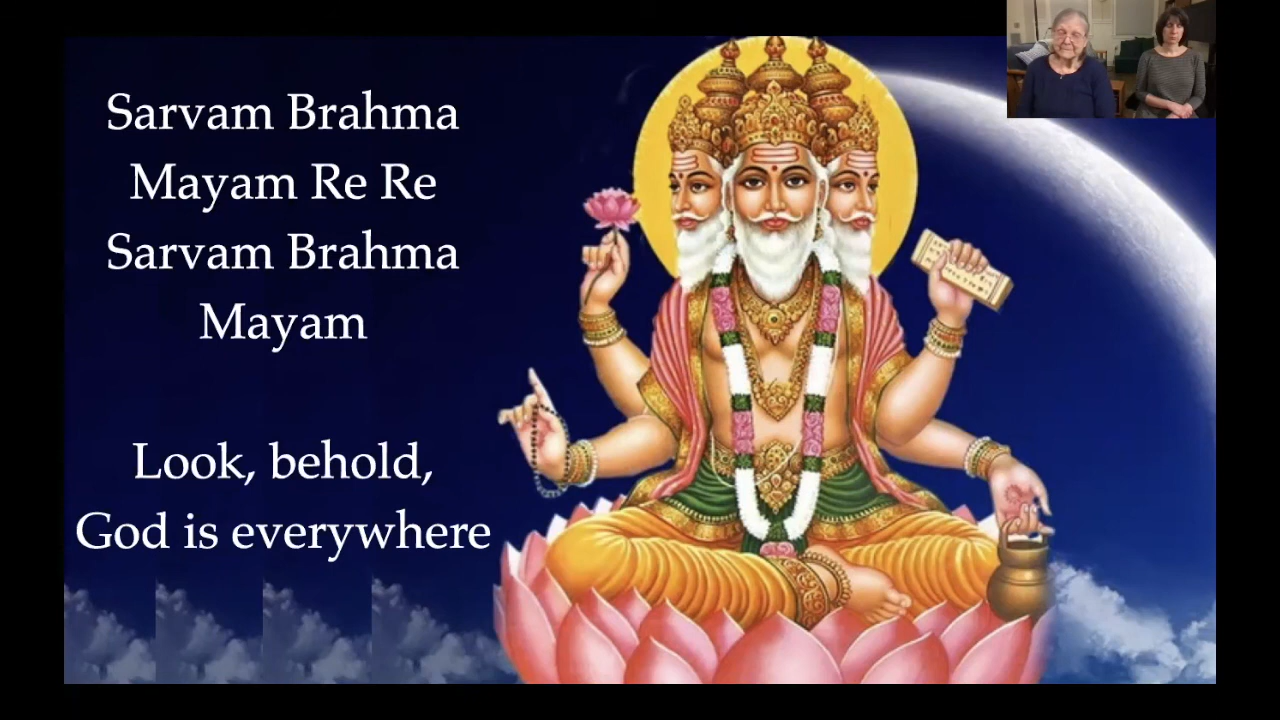 Sarvam Brahma
Mayam Re Re
Sarvam Brahma
Mayam
Look, behold,
God is everywhere